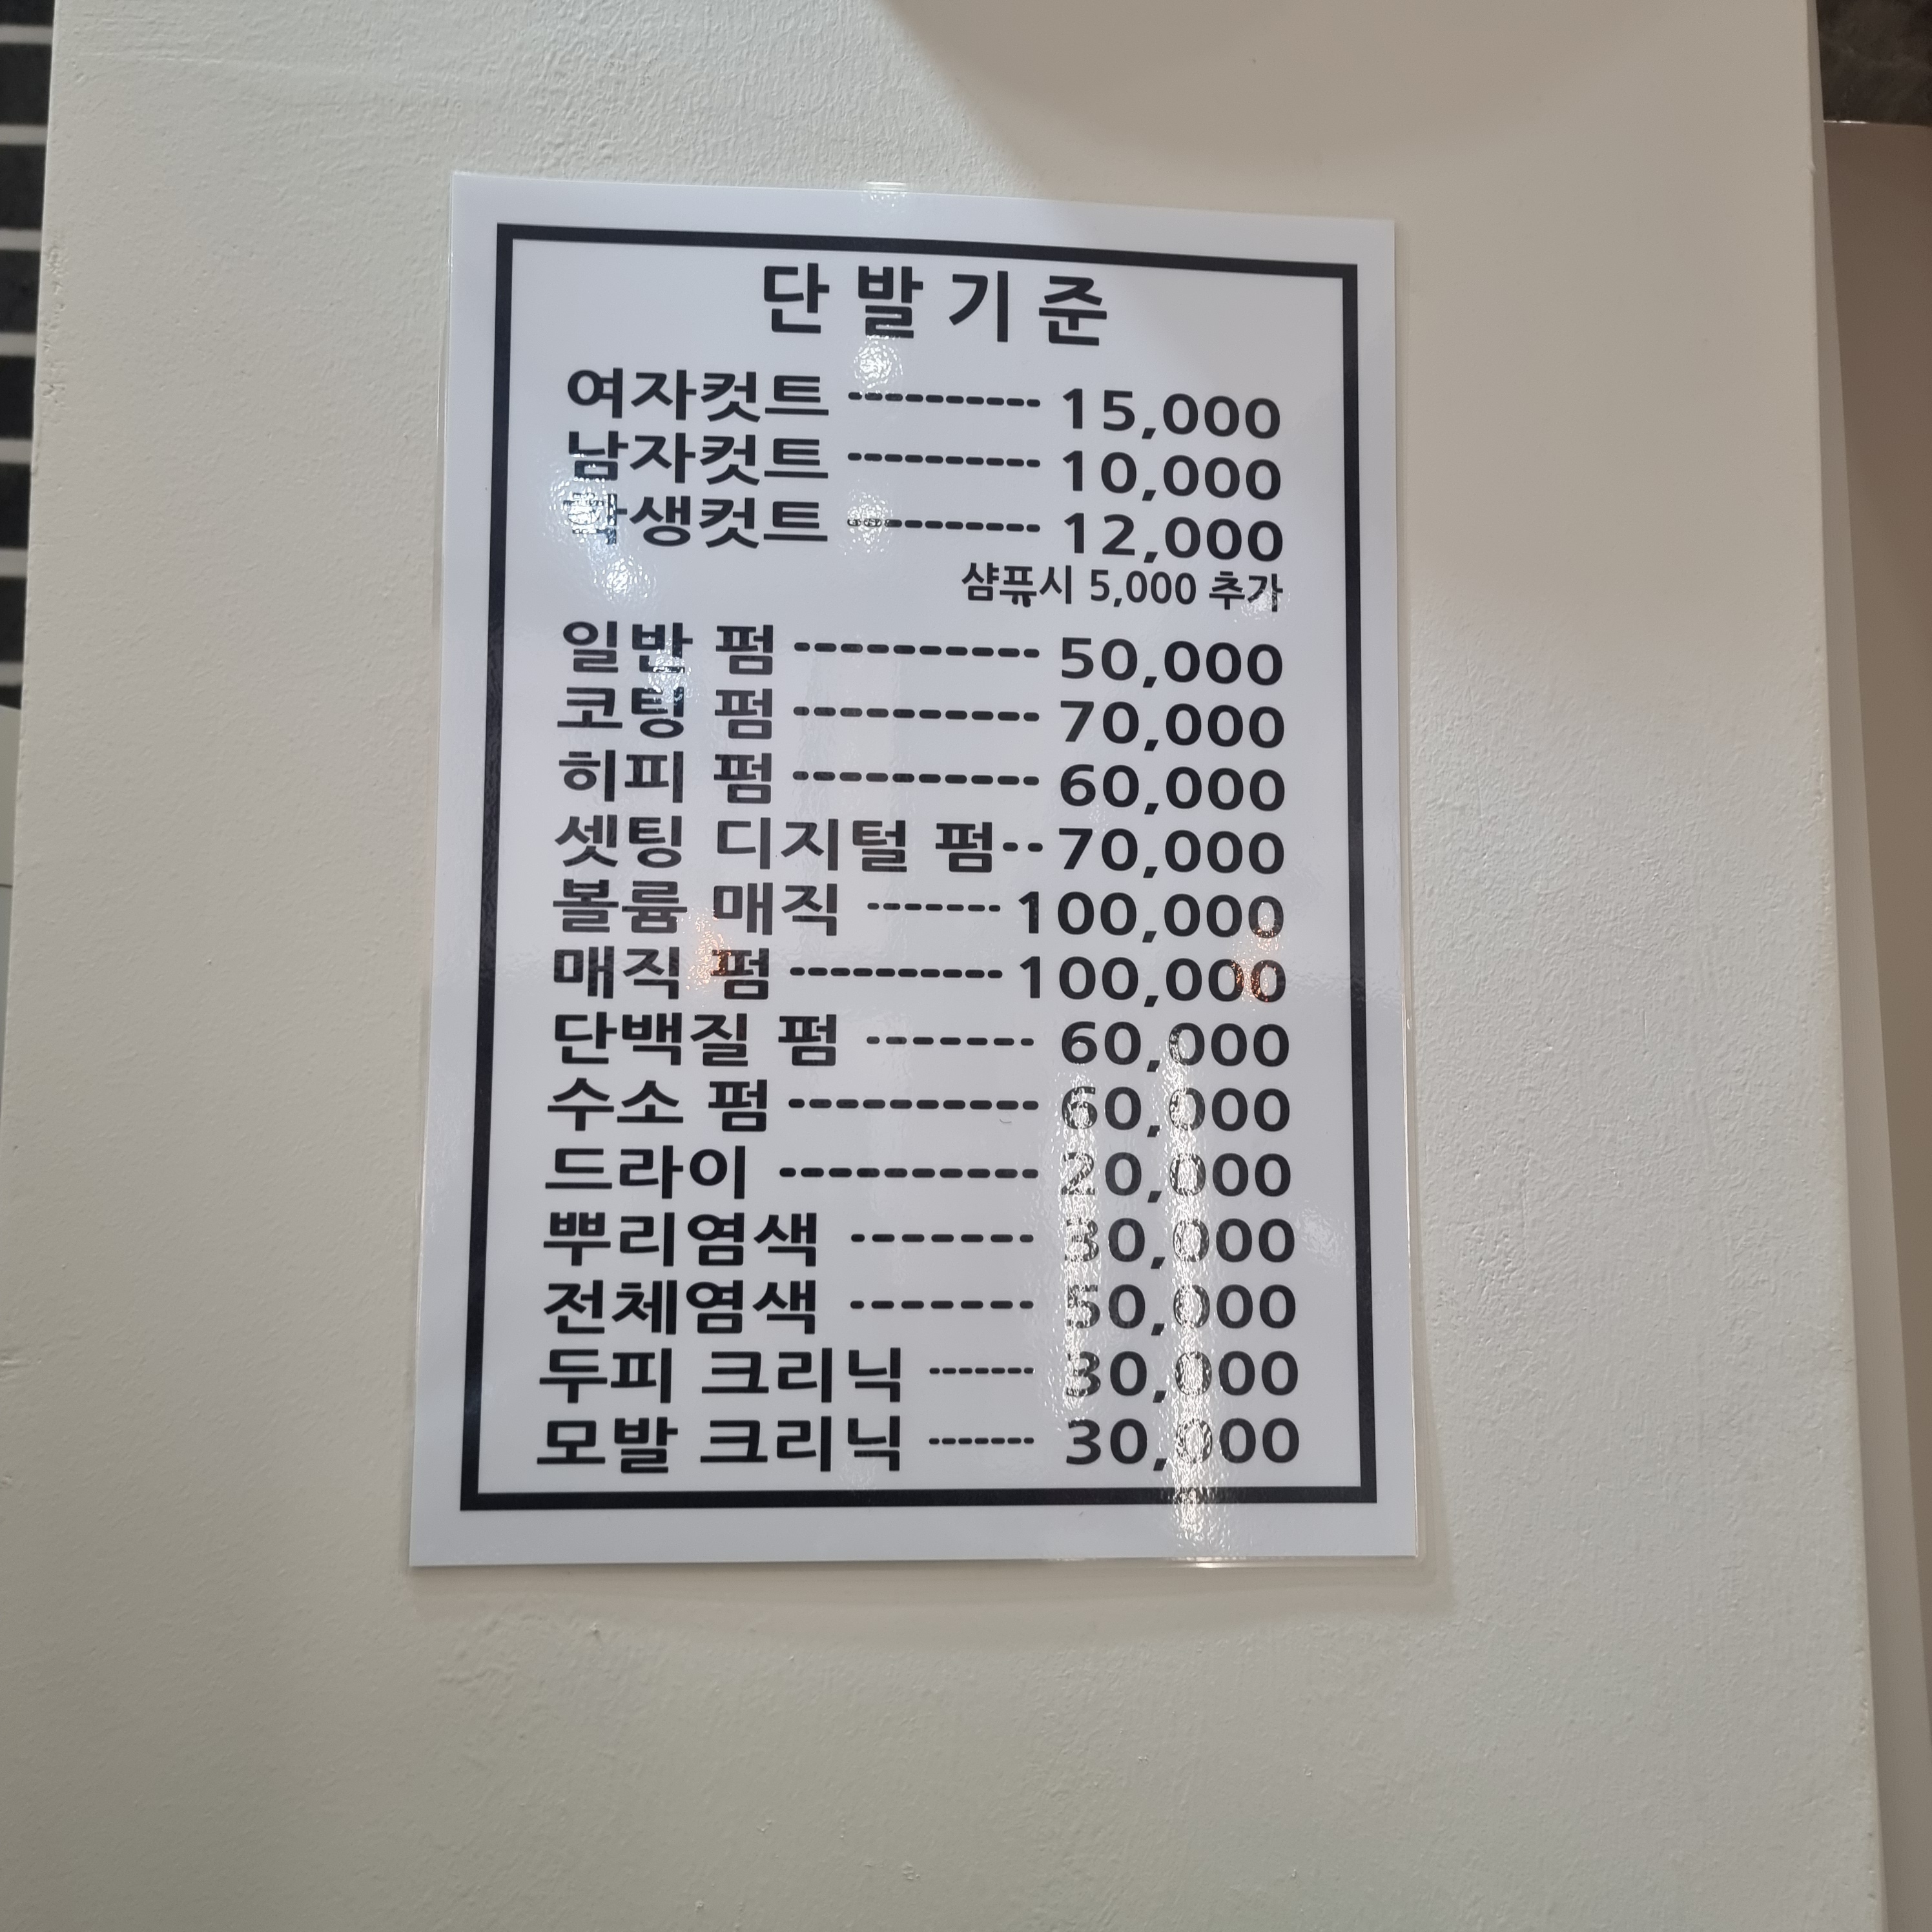 단발기준
여자컷트 ---------- 15,000
남자컷트 ---------- 10,000
학생컷트 ---------- 12,000
샴퓨시 5,000 추가
일반 펌 ---------- 50,000
코팅 펌 ---------- 70,000
히피 펌 ---------- 60,000
셋팅 디지털 펌-- 70,000
볼륨 매직 ------- 100,000
매직 펌 ---------- 100,000
단백질 펌 ------- 60,000
수소 펌 ---------- 60,000
드라이 ---------- 20,000
뿌리염색 ------- 30,000
전체염색 ------- 50,000
두피 크리닉 ------- 30,000
모발 크리닉 ------- 30,000